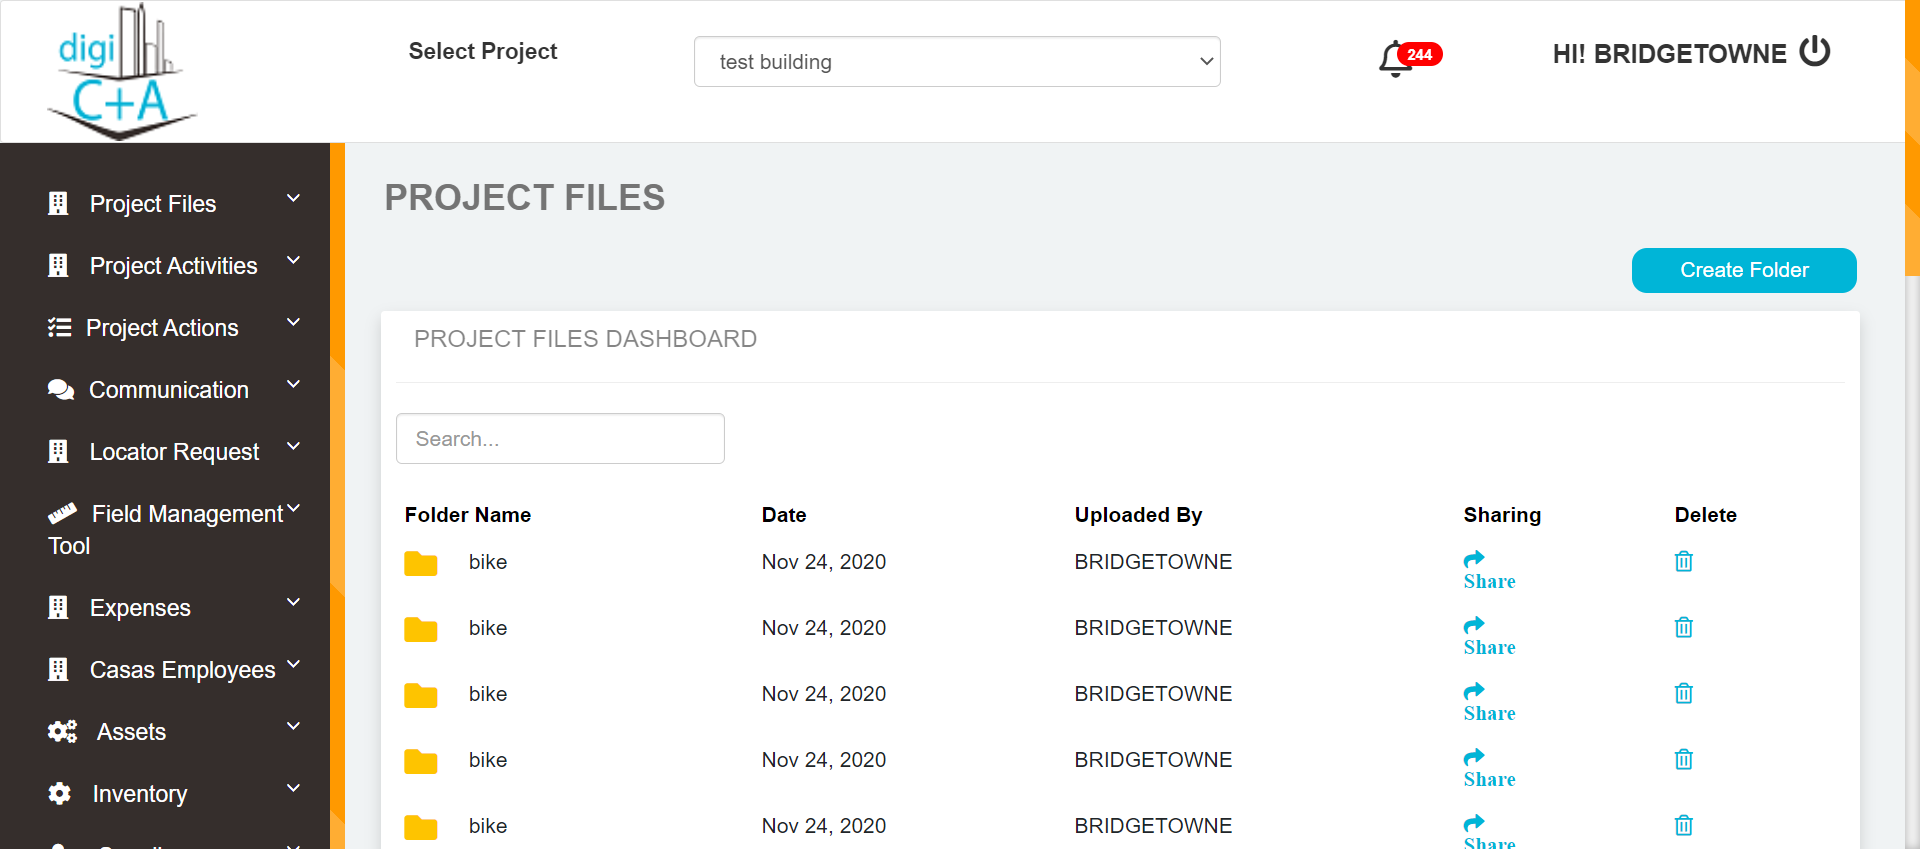 digi
C+A
Select Project
test building
244
HI! BRIDGETOWNE
Project Files
Project Activities
Project Actions
Communication
Locator Request
Field Management
Tool
Expenses
Casas Employees
Assets
Inventory
PROJECT FILES
Create Folder
PROJECT FILES DASHBOARD
Search...
Folder Name Date Uploaded By Sharing Delete
bike Nov 24, 2020 BRIDGETOWNE Share
bike Nov 24, 2020 BRIDGETOWNE Share
bike Nov 24, 2020 BRIDGETOWNE Share
bike Nov 24, 2020 BRIDGETOWNE Share
bike Nov 24, 2020 BRIDGETOWNE Share